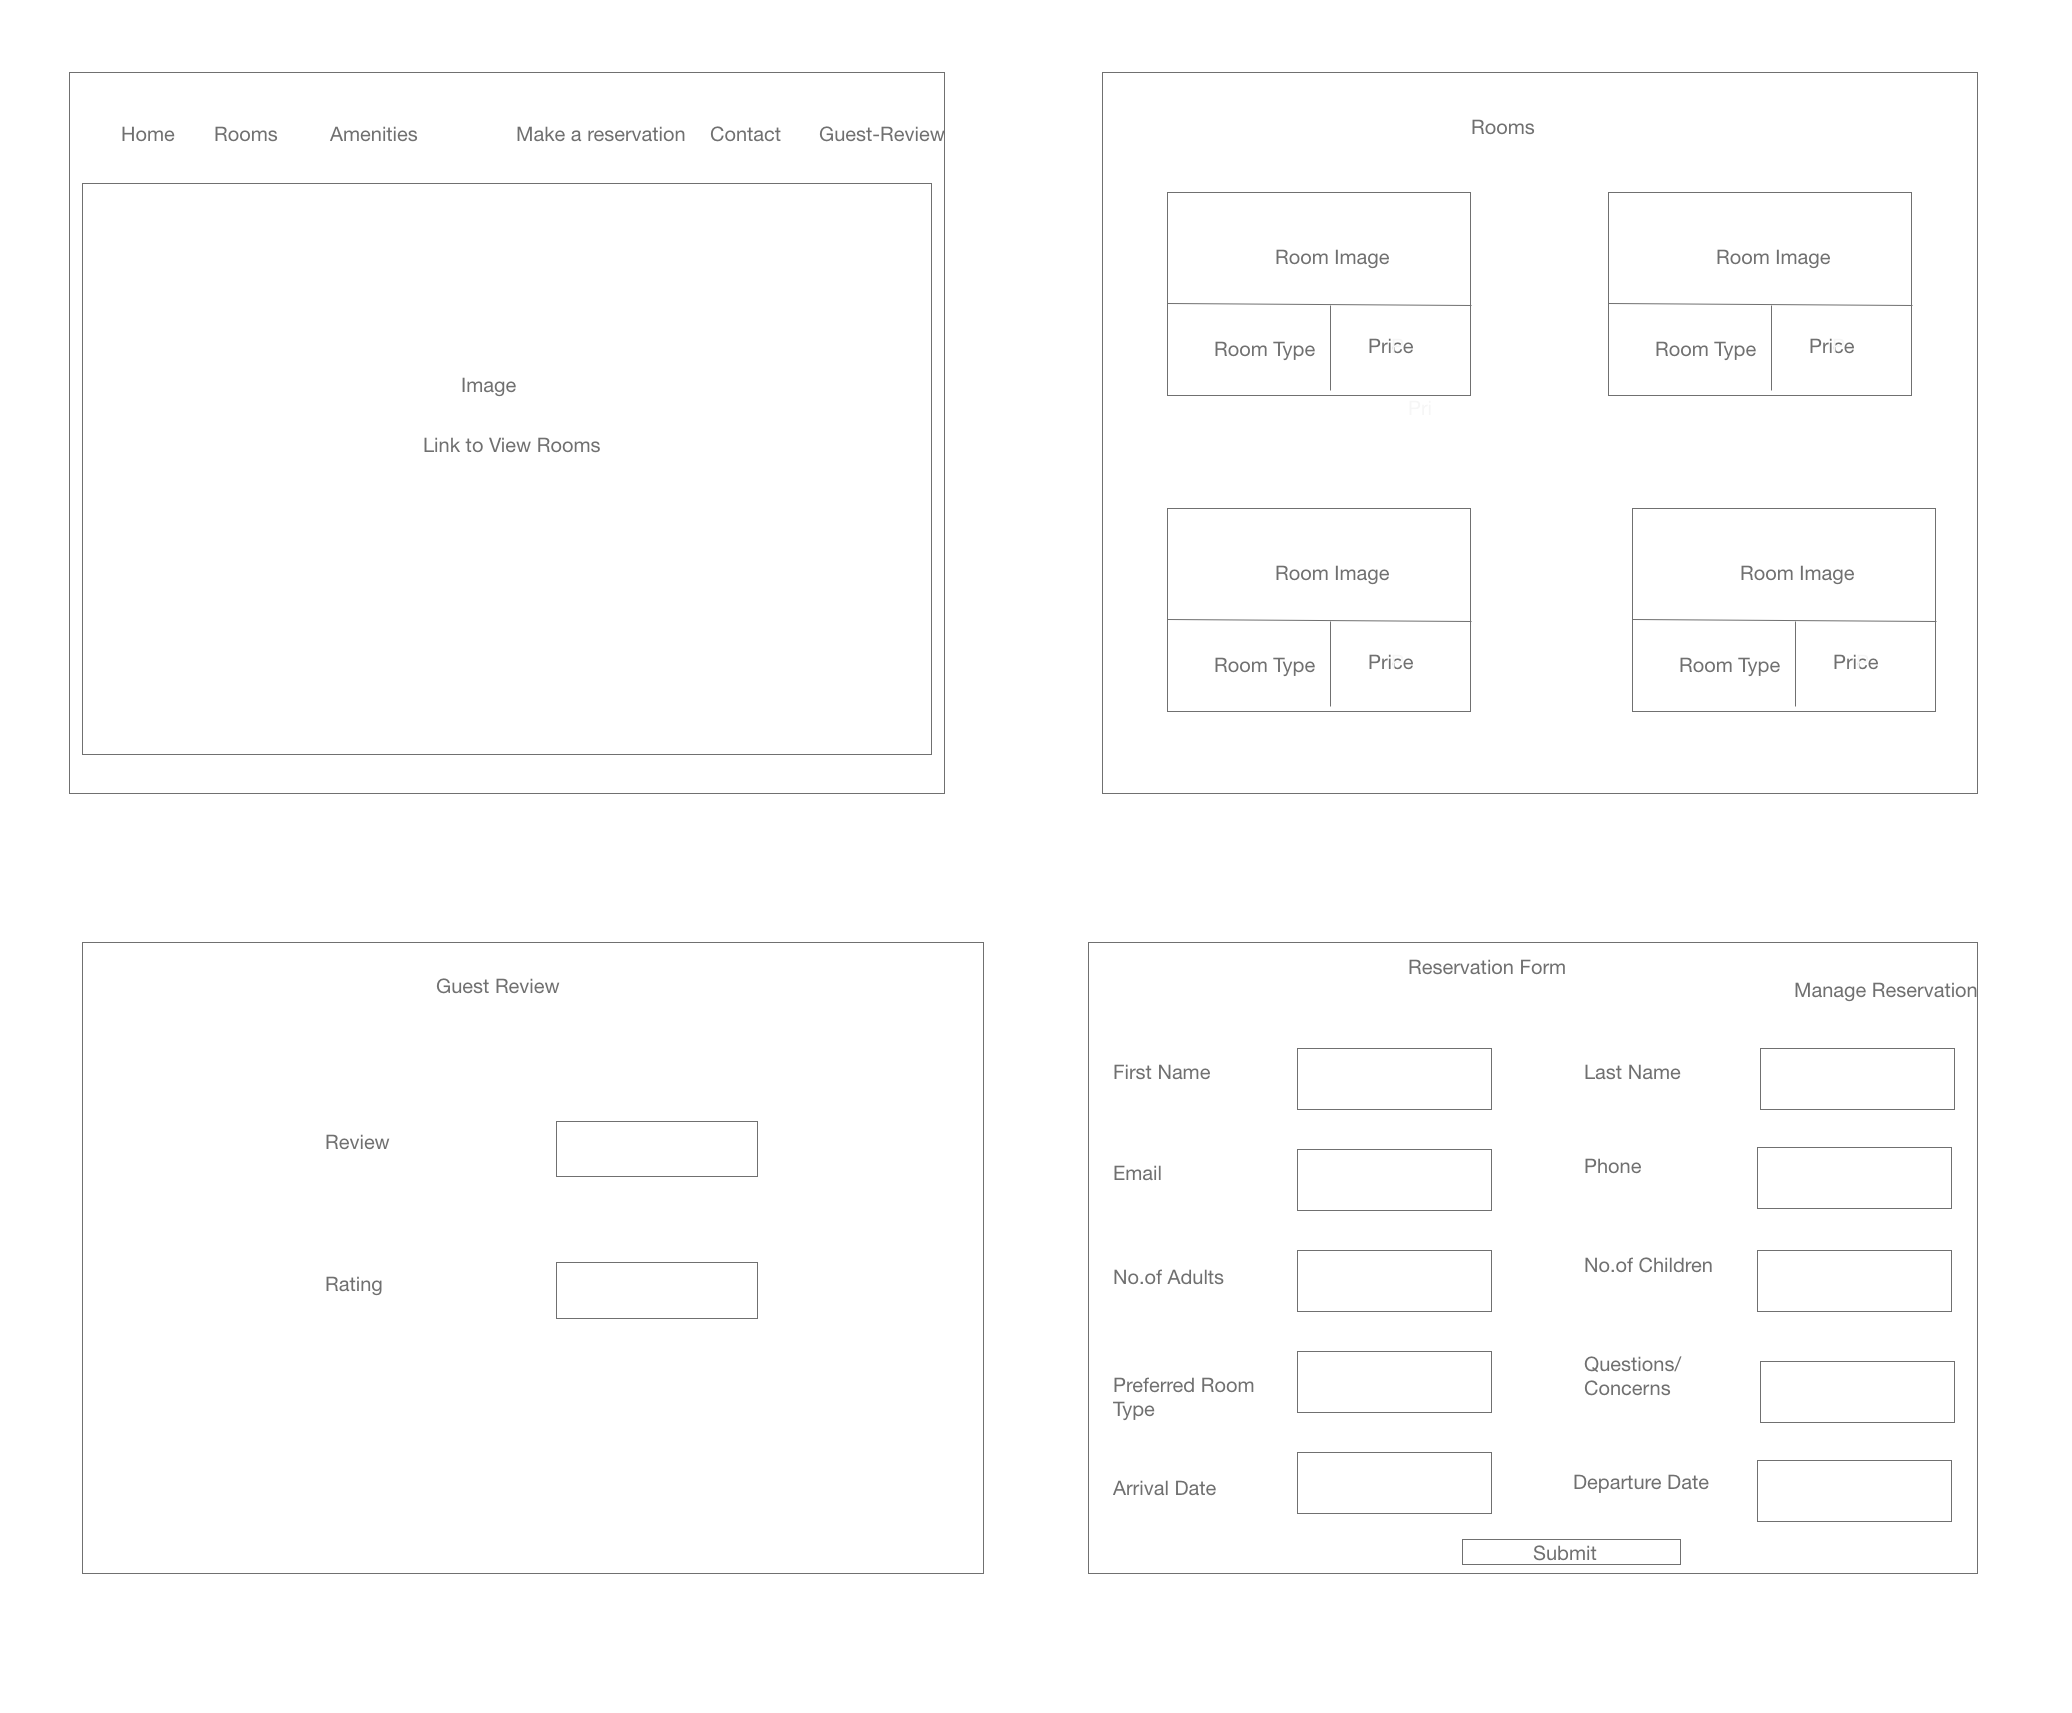 Home Rooms Amenities Make a reservation Contact Guest-Review
Image
Link to View Rooms
Rooms
Room Image Room Image
Room Type Price Room Type Price
Pri
Room Image Room Image
Room Type Price Room Type Price
Guest Review
Review
Rating
Reservation Form
Manage Reservation
First Name Last Name
Email Phone
No.of Adults No.of Children
Preferred Room
Type
Questions/
Concerns
Arrival Date Departure Date
Submit